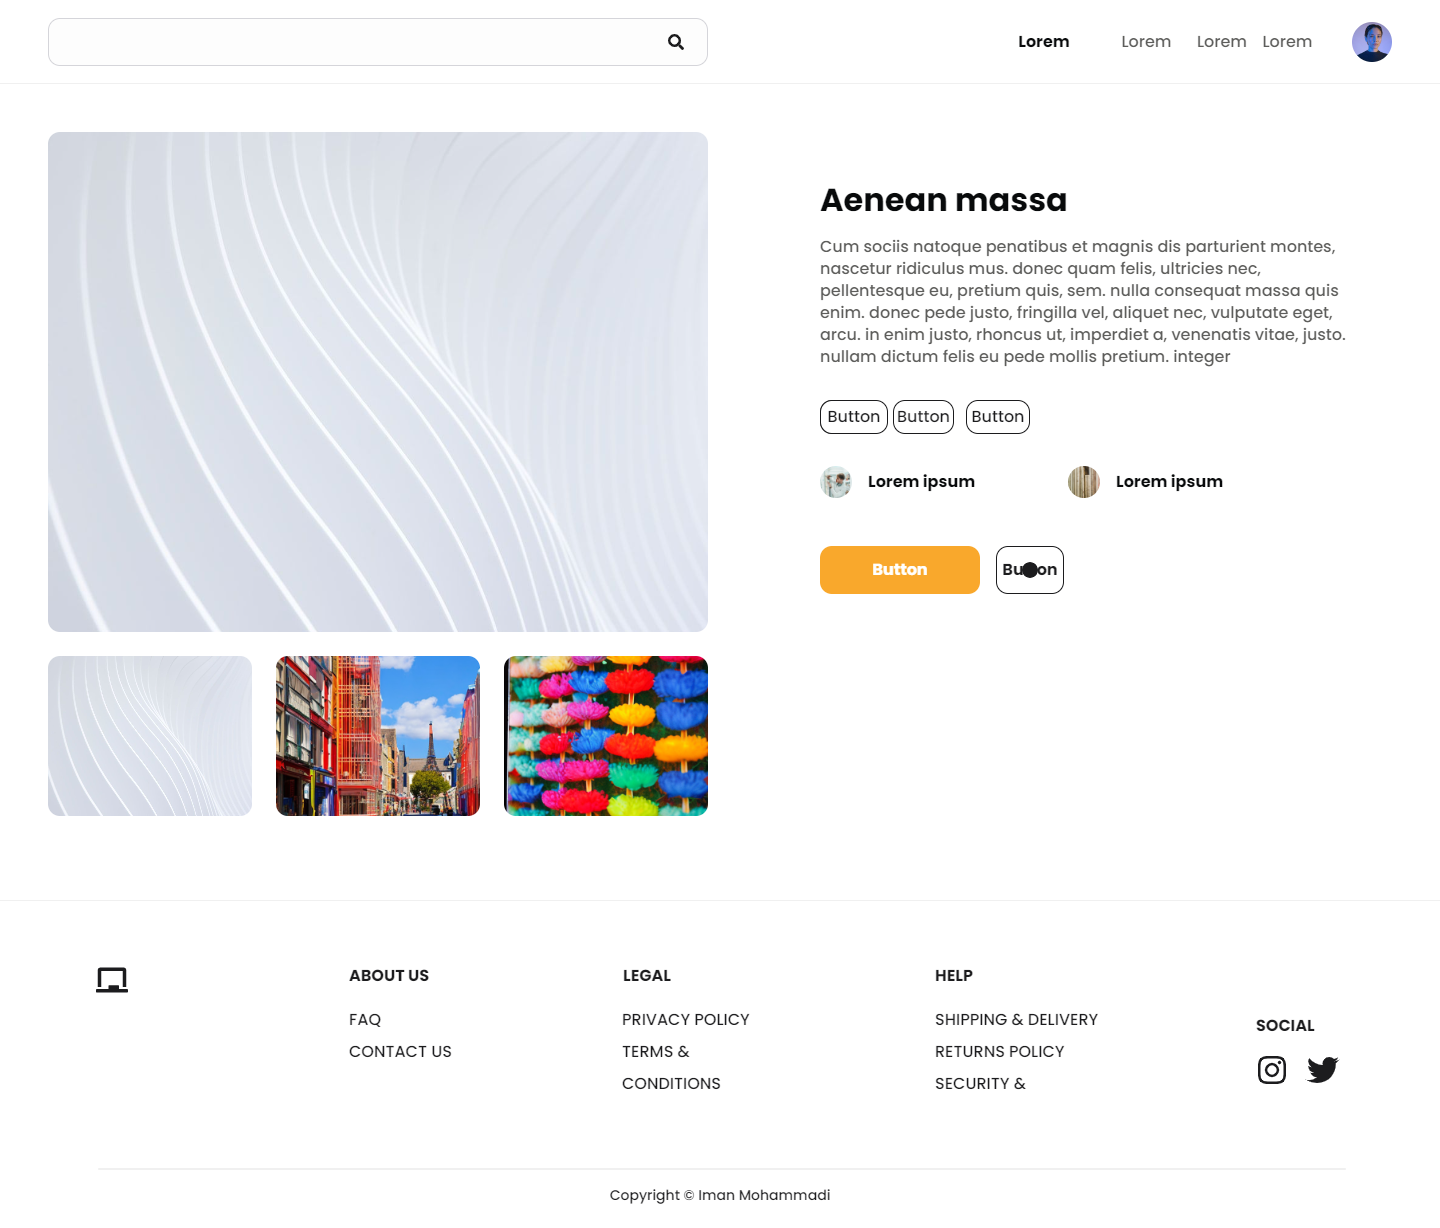 Lorem Lorem Lorem Lorem
Aenean massa
Cum sociis natoque penatibus et magnis dis parturient montes,
nascetur ridiculus mus. donec quam felis, ultricies nec,
pellentesque eu, pretium quis, sem. nulla consequat massa quis
enim. donec pede justo, fringilla vel, aliquet nec, vulputate eget,
arcu. in enim justo, rhoncus ut, imperdiet a, venenatis vitae, justo.
nullam dictum felis eu pede mollis pretium. integer
Button Button Button
Lorem ipsum Lorem ipsum
Button
ABOUT US
FAQ
CONTACT US
LEGAL
PRIVACY POLICY
TERMS &
CONDITIONS
HELP
SHIPPING & DELIVERY
RETURNS POLICY
SECURITY &
SOCIAL
Copyright © Iman Mohammadi